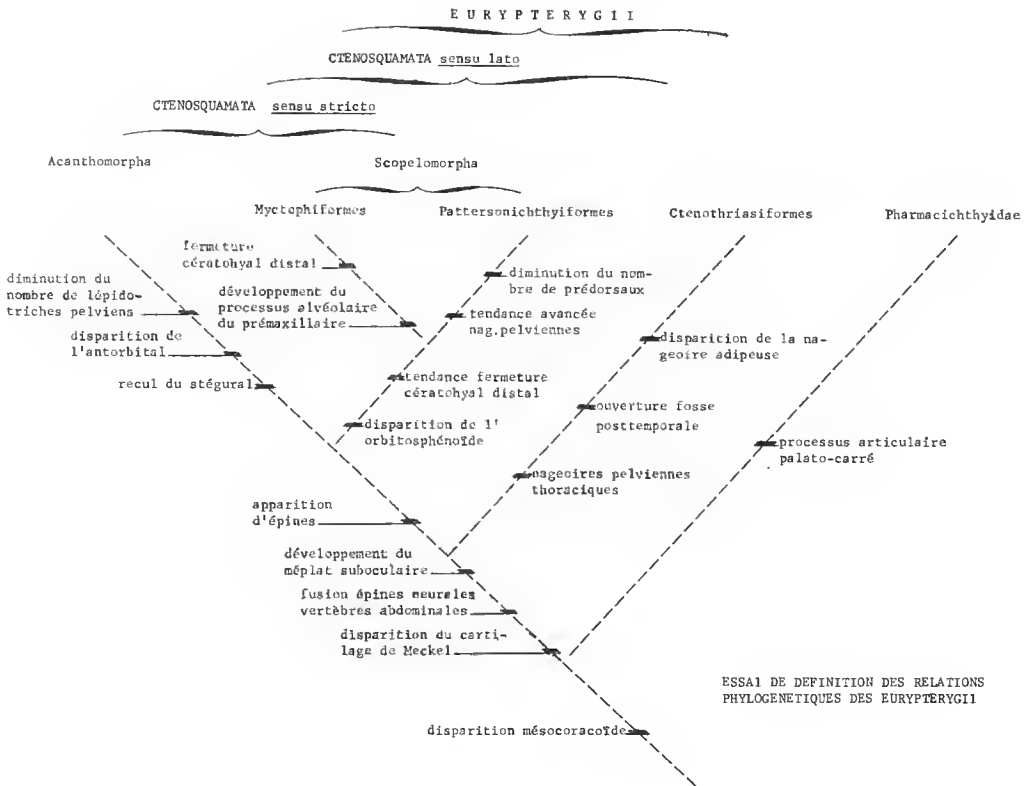 EURYPTERYGII
CTENOSQUAMATA sensu lato
CTENOSQUAMATA sensu stricto
Acanthomorpha
Scopelomorpha
Myctophiformes
Pattersonichthyiformes
Ctenothriasiformes
Pharmacichthyidae
fermeture
cératohyal distal
diminution du nom-
bre de prédorsaux
diminution du
nombre de lépido-
triches pelviens
développement du
processus alvéolaire
du prémaxillaire
tendance avancée
nag.pelviennes
disparition de
l'antorbital
disparition de la na-
geoire adipeuse
recul du stégural
tendance fermeture
cératohyal distal
ouverture fosse
posttemporale
disparition de l'
orbitosphénoïde
processus articulaire
palato-carré
nageoires pelviennes
thoraciques
apparition
d'épines
développement du
méplat suboculaire
fusion épines neurales
vertèbres abdominales
disparition du carti-
lage de Meckel
ESSAI DE DEFINITION DES RELATIONS
PHYLOGENETIQUES DES EURYPTERYGII
disparition mésocoracoïde